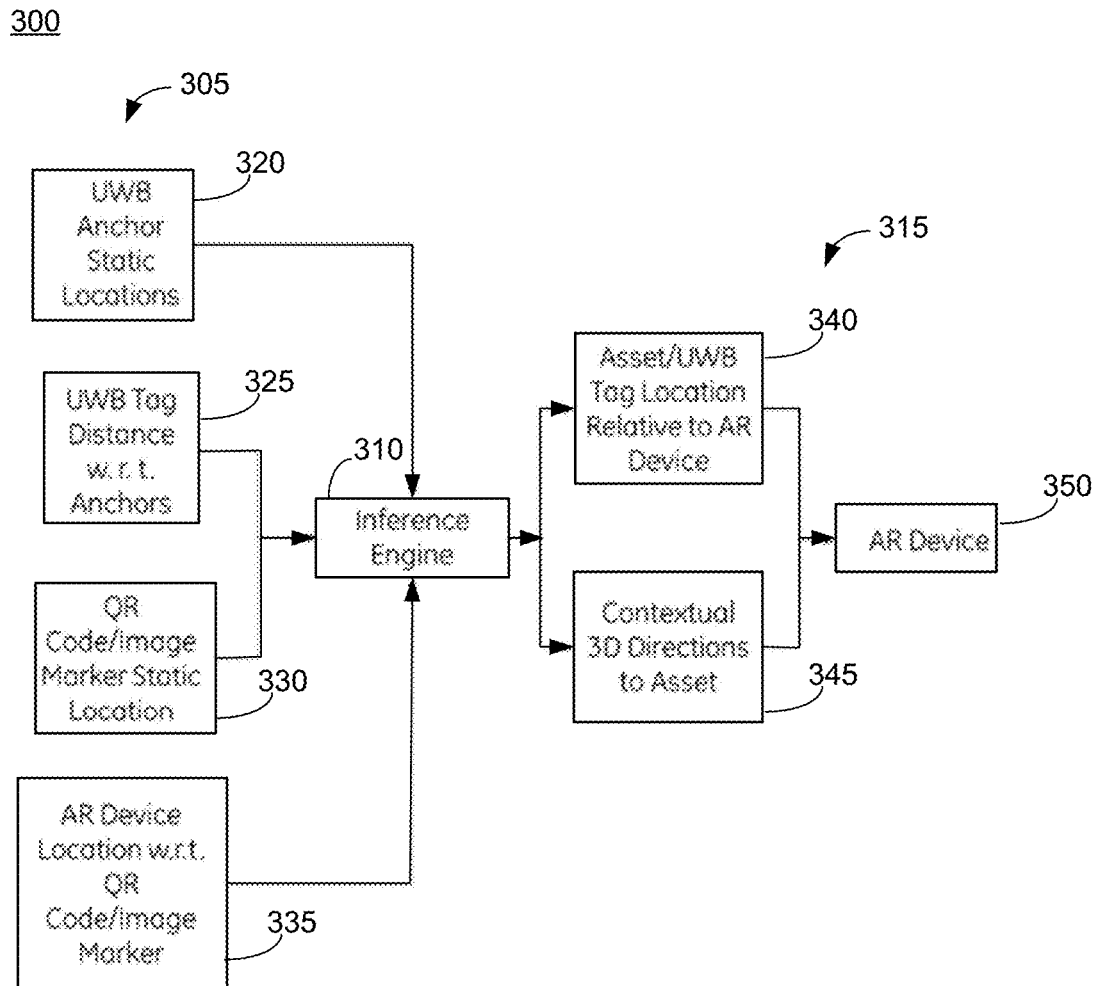 300
305
320
UWB
Anchor
Static
Locations
315
340
Asset/UWB
Tag Location
Relative to AR
Device
325
UWB Tag
Distance
w. r. t.
Anchors
310
Inference
Engine
350
AR Device
QR
Code/Image
Marker Static
Location
330
Contextual
3D Directions
to Asset
345
AR Device
Location w.r.t.
QR
Code/Image
Marker
335